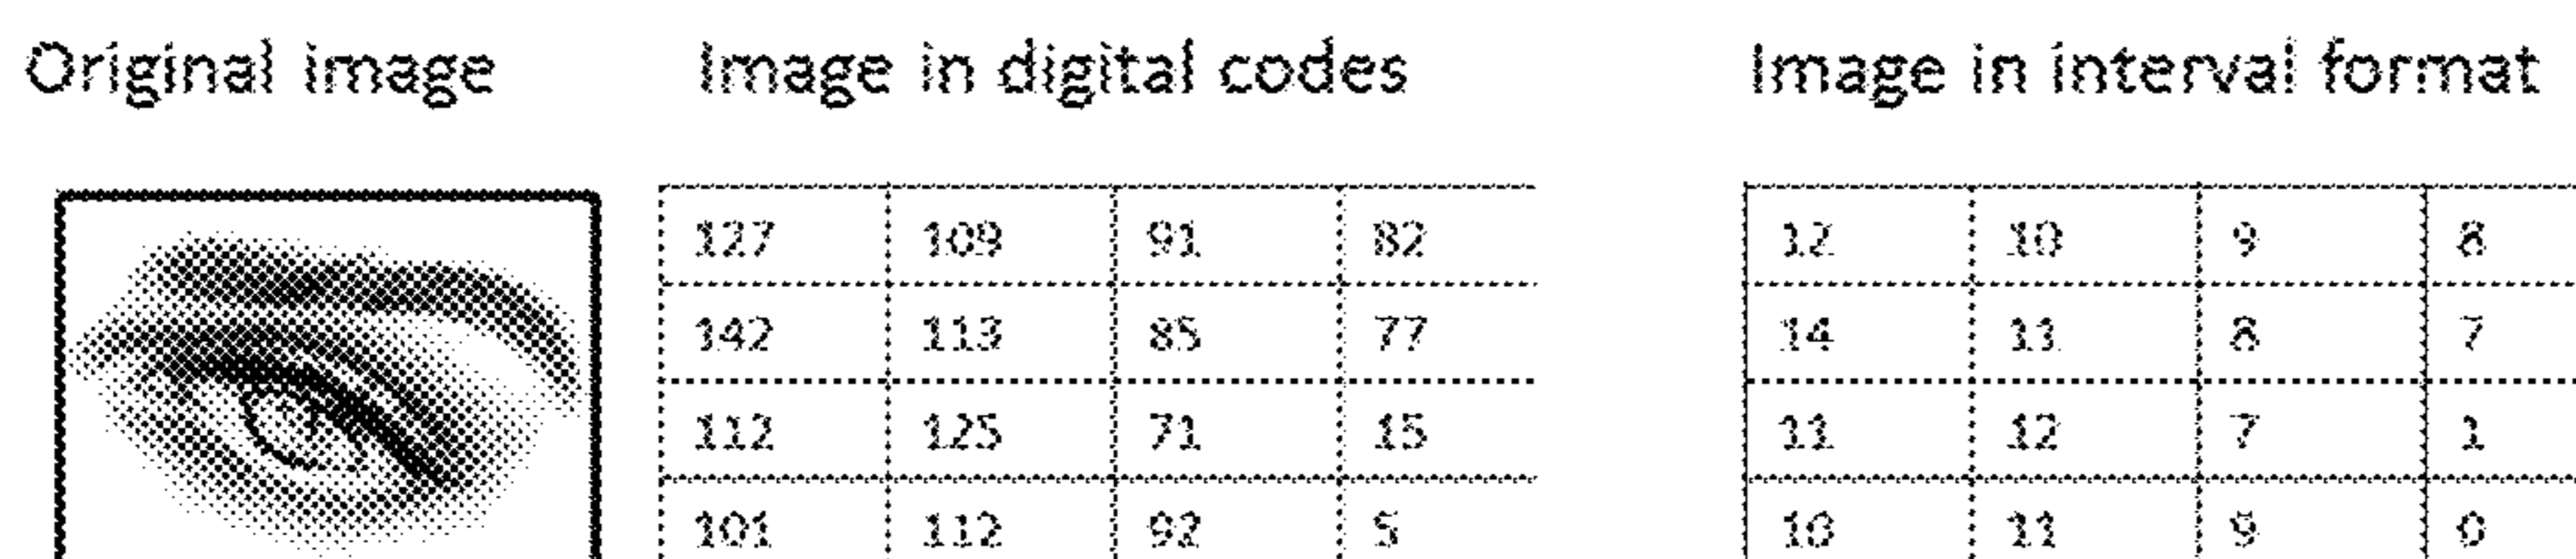 Original image Image in digital codes Image in interval format
127 109 91 82 12 10 9 8
142 113 85 77 14 11 8 7
112 125 71 15 11 12 7 1
101 112 92 5 10 11 9 0